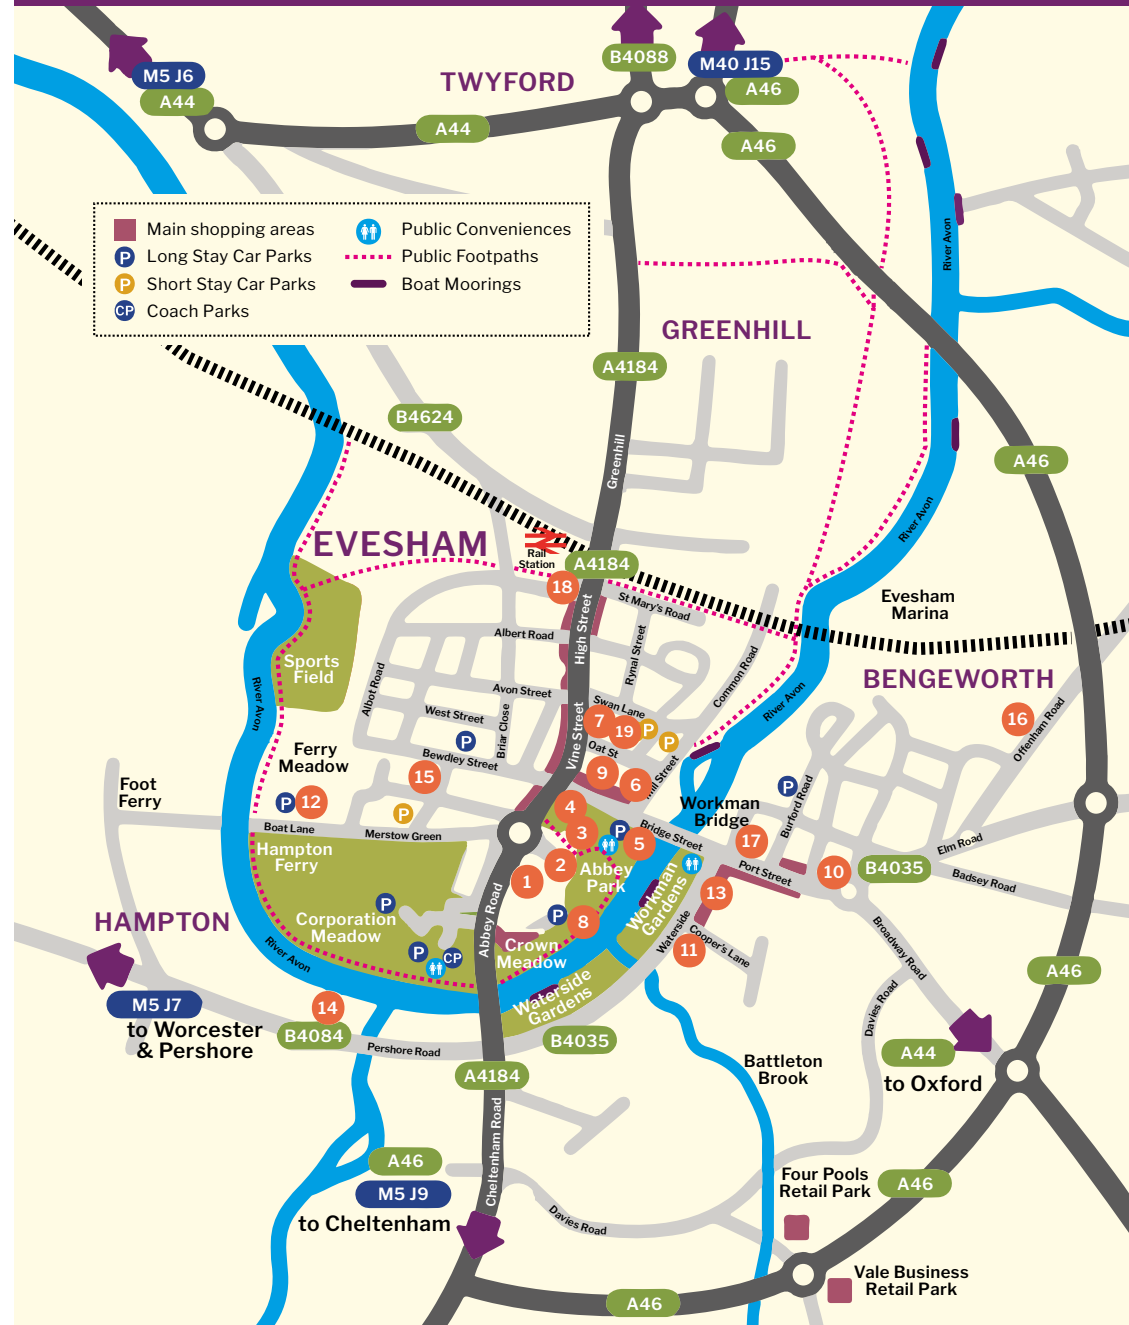 B4088
M5 J6
M40 J15
TWYFORD
A44
A46
A44
A46
Main shopping areas
Public Conveniences
P
Long Stay Car Parks
Public Footpaths
P
Short Stay Car Parks
Boat Moorings
CP
Coach Parks
River Avon
GREENHILL
A4184
B4624
Greenhill
A46
River Avon
EVESHAM
Rail
Station
A4184
18
St Mary's Road
Evesham
Marina
High Street
Albert Road
Rynal Street
Common Road
Sports
Field
Albot Road
BENGEWORTH
River Avon
River Avon
Avon Street
Swan Lane
West Street
Briar Close
Vine Street
7
19
P
P
16
Offenham Road
Ferry
Meadow
P
Bewdley Street
Oat St
15
9
6
Mill Street
Foot
Ferry
P
12
P
Burford Road
Workman
Bridge
4
P
Boat Lane
Merstow Green
3
P
5
Bridge Street
17
Elm Road
Hampton
Ferry
2
1
Abbey
Park
Port Street
10
B4035
Badsey Road
13
HAMPTON
Corporation
Meadow
P
Abbey Road
P
8
Workman
Gardens
Waterside
Cooper's Lane
11
Broadway Road
River Avon
P
CP
Crown
Meadow
Waterside
Gardens
A46
M5 J7
to Worcester
& Pershore
14
B4084
Pershore Road
B4035
Davies Road
A44
to Oxford
Battleton
Brook
A4184
Cheltenham Road
A46
M5 J9
to Cheltenham
Davies Road
Four Pools
Retail Park
A46
Vale Business
Retail Park
A46